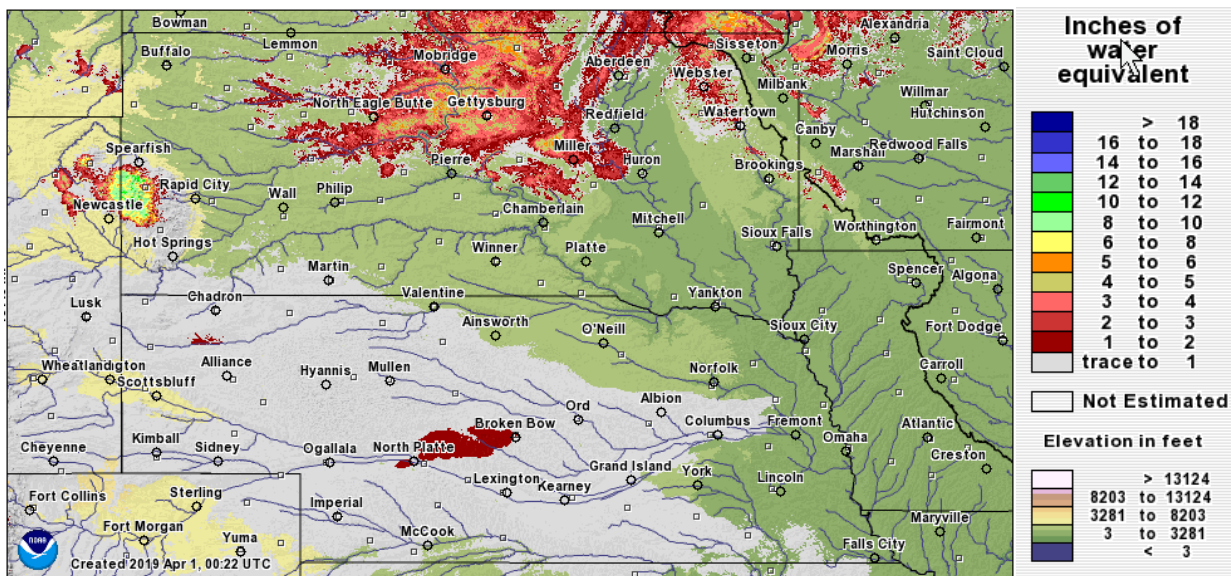 Bowman
Lemmon
Buffalo
Mobridge
Aberdeen
Sisseton
Alexandria
Morris
Saint Cloud
Webster
Milbank
North Eagle Butte
Gettysburg
Redfield
Watertown
Willmar
Hutchinson
Canby
Spearfish
Pierre
Miller
Huron
Brookings
Marshall
Redwood Falls
Newcastle
Rapid City
Wall
Philip
Chamberlain
Mitchell
Sioux Falls
Worthington
Fairmont
Hot Springs
Winner
Platte
Martin
Spencer
Algona
Lusk
Chadron
Valentine
Yankton
Ainsworth
O'Neill
Sioux City
Fort Dodge
Wheatland
Torrington
Scottsbluff
Alliance
Hyannis
Mullen
Norfolk
Carroll
Ord
Albion
Cheyenne
Kimball
Sidney
Ogallala
North Platte
Broken Bow
Columbus
Fremont
Omaha
Atlantic
Creston
Grand Island
York
Lincoln
Fort Collins
Sterling
Imperial
Lexington
Kearney
Fort Morgan
Yuma
McCook
Maryville
Falls City
NOAA
Created 2019 Apr 1, 00:22 UTC
Inches of
water
equivalent
> 18
16 to 18
14 to 16
12 to 14
10 to 12
8 to 10
6 to 8
5 to 6
4 to 5
3 to 4
2 to 3
1 to 2
trace to 1
Not Estimated
Elevation in feet
> 13124
8203 to 13124
3281 to 8203
3 to 3281
< 3